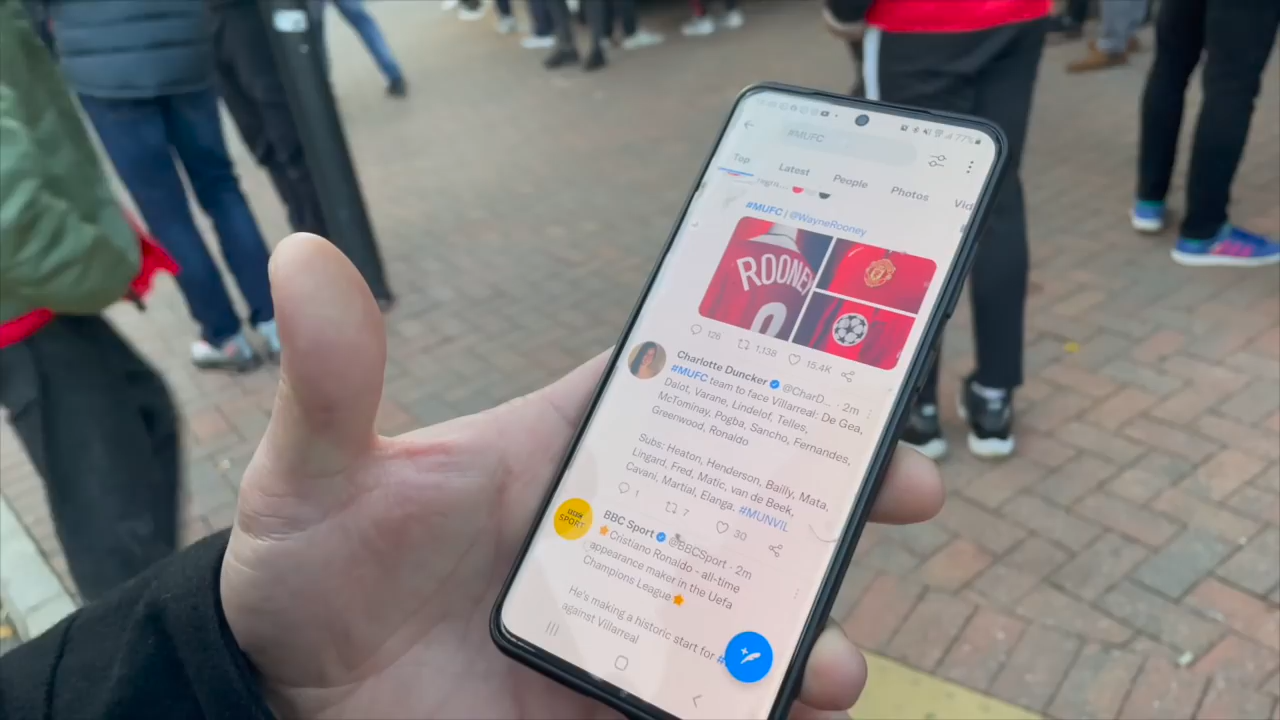 77%
#MUFC
Top Latest People Photos Vid
#MUFC | @WayneRooney
ROONEY
126 1,138 15.4K
Charlotte Duncker @CharD... · 2m
#MUFC team to face Villarreal: De Gea,
Dalot, Varane, Lindelof, Telles,
McTominay, Pogba, Sancho, Fernandes,
Greenwood, Ronaldo
Subs: Heaton, Henderson, Bailly, Mata,
Lingard, Fred, Matic, van de Beek,
Cavani, Martial, Elanga. #MUNVIL
1 7 30
SPORT
BBC Sport @BBCSport · 2m
Cristiano Ronaldo - all-time
appearance maker in the Uefa
Champions League
He's making a historic start for #
against Villarreal